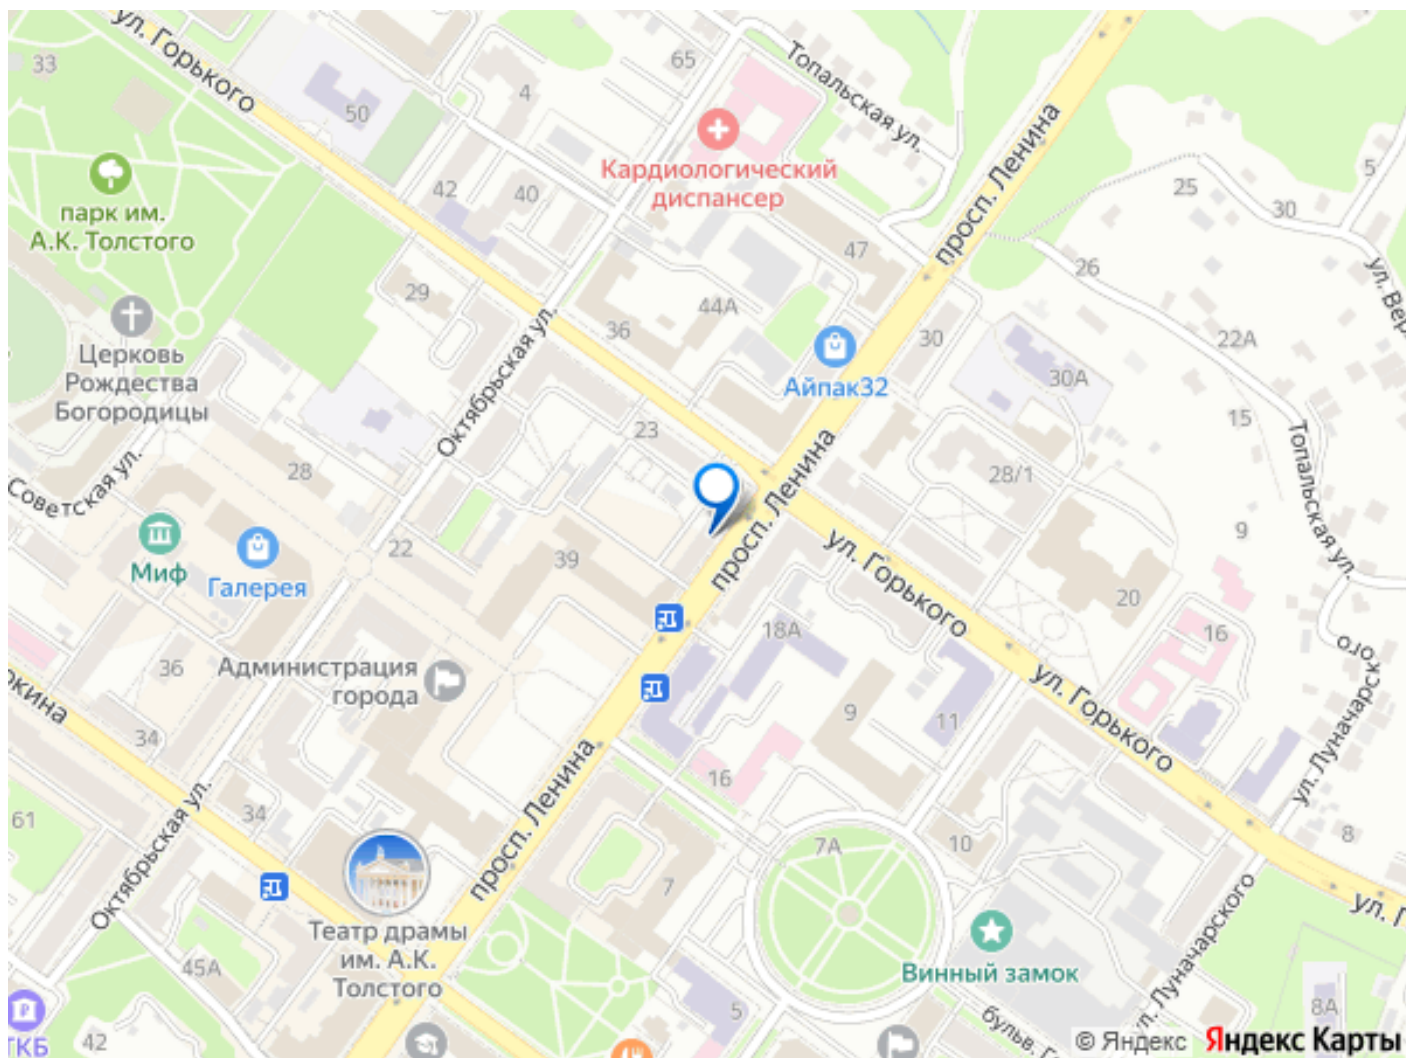 ул. Горького
33
50
4
65
Топальская ул.
просп. Ленина
Кардиологический
диспансер
42
40
парк им.
А.К. Толстого
25
30
5
47
26
29
44А
36
30
22А
Церковь
Рождества
Богородицы
Октябрьская ул.
Айпак32
30А
ул. Вер
15
23
28
28/1
Топальская ул.
Советская ул.
просп. Ленина
Миф
Галерея
22
39
9
ул. Горького
20
18А
16
Администрация
города
36
34
ул. Горького
9
11
16
просп. Ленина
ул. Луначарского
61
34
Октябрьская ул.
7А
10
8
7
Театр драмы
им. А.К.
Толстого
45А
Винный замок
ул. Г
5
8А
ТКБ
42
бульв. Г
© Яндекс Яндекс Карты